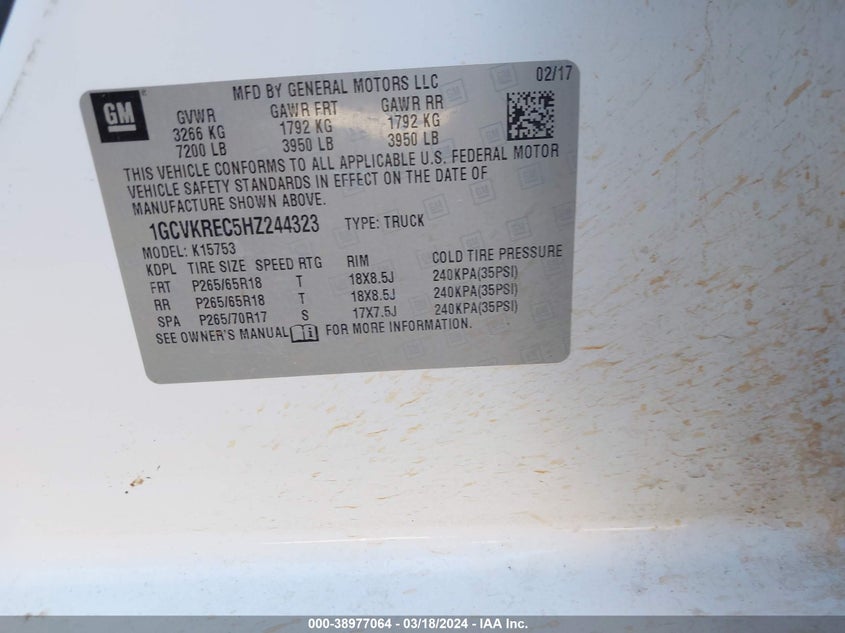 GM
MFD BY GENERAL MOTORS LLC 02/17
GVWR GAWR FRT GAWR RR
3266 KG 1792 KG 1792 KG
7200 LB 3950 LB 3950 LB
THIS VEHICLE CONFORMS TO ALL APPLICABLE U.S. FEDERAL MOTOR
VEHICLE SAFETY STANDARDS IN EFFECT ON THE DATE OF
MANUFACTURE SHOWN ABOVE.
1GCVKREC5HZ244323 TYPE: TRUCK
MODEL: K15753
KDPL TIRE SIZE SPEED RTG RIM COLD TIRE PRESSURE
FRT P265/65R18 T 18X8.5J 240KPA(35PSI)
RR P265/65R18 T 18X8.5J 240KPA(35PSI)
SPA P265/70R17 S 17X7.5J 240KPA(35PSI)
SEE OWNER'S MANUAL FOR MORE INFORMATION.
000-38977064 - 03/18/2024 - IAA Inc.